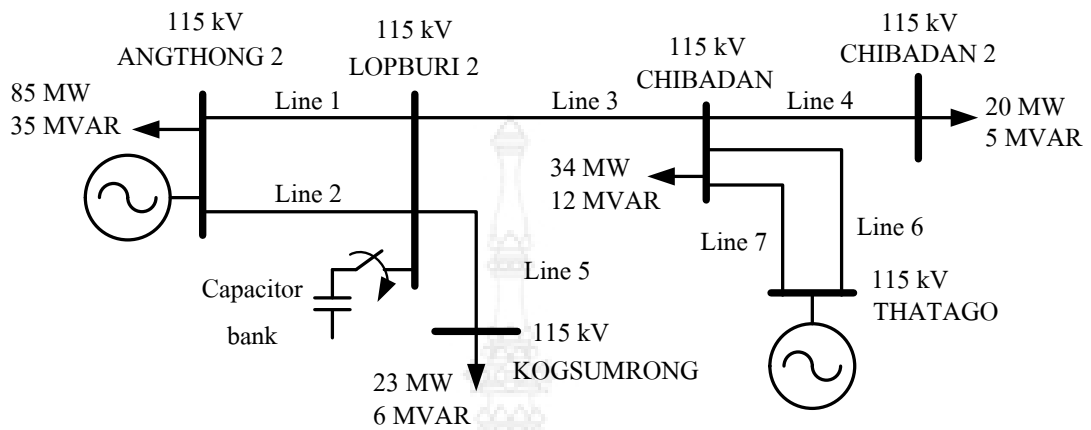 115 kV
ANGTHONG 2
115 kV
LOPBURI 2
115 kV
CHIBADAN
115 kV
CHIBADAN 2
85 MW
35 MVAR
Line 1
Line 3
Line 4
20 MW
5 MVAR
34 MW
12 MVAR
Line 2
Line 7
Line 6
Capacitor
bank
Line 5
115 kV
THATAGO
115 kV
KOGSUMRONG
23 MW
6 MVAR